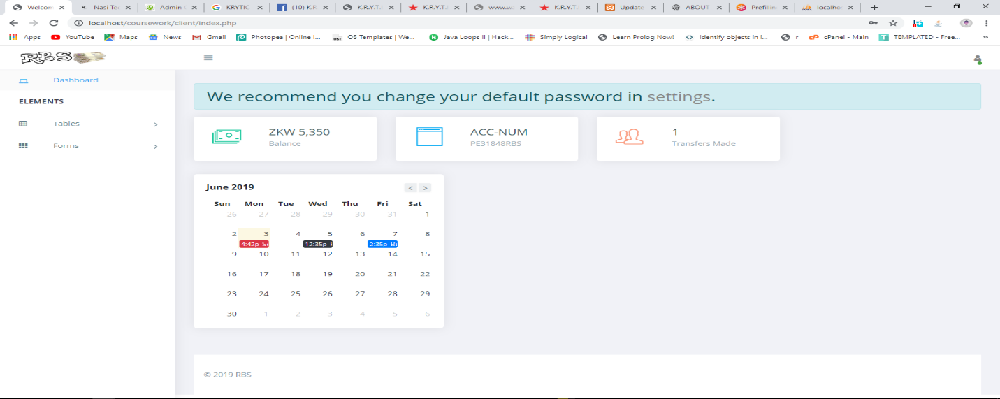 Welcom Nasi Tec Admin KRYTIC (10) K.R K.R.Y.T. K.R.Y.T. www.w K.R.Y.T. Update ABOUT Prefillin localhos
localhost/coursework/client/index.php
Apps YouTube Maps News Gmail Photopea | Online I... OS Templates | We... Java Loops II | Hack... Simply Logical Learn Prolog Now! Identify objects in i... r cPanel - Main TEMPLATED - Free... »
RBS
Dashboard
We recommend you change your default password in settings.
ELEMENTS
Tables
Forms
ZKW 5,350
Balance
ACC-NUM
PE31848RBS
1
Transfers Made
June 2019
< >
Sun Mon Tue Wed Thu Fri Sat
26 27 28 29 30 31 1
2 3 4 5 6 7 8
4:42p Se 12:35p 2:35p
9 10 11 12 13 14 15
16 17 18 19 20 21 22
23 24 25 26 27 28 29
30 1 2 3 4 5 6
© 2019 RBS